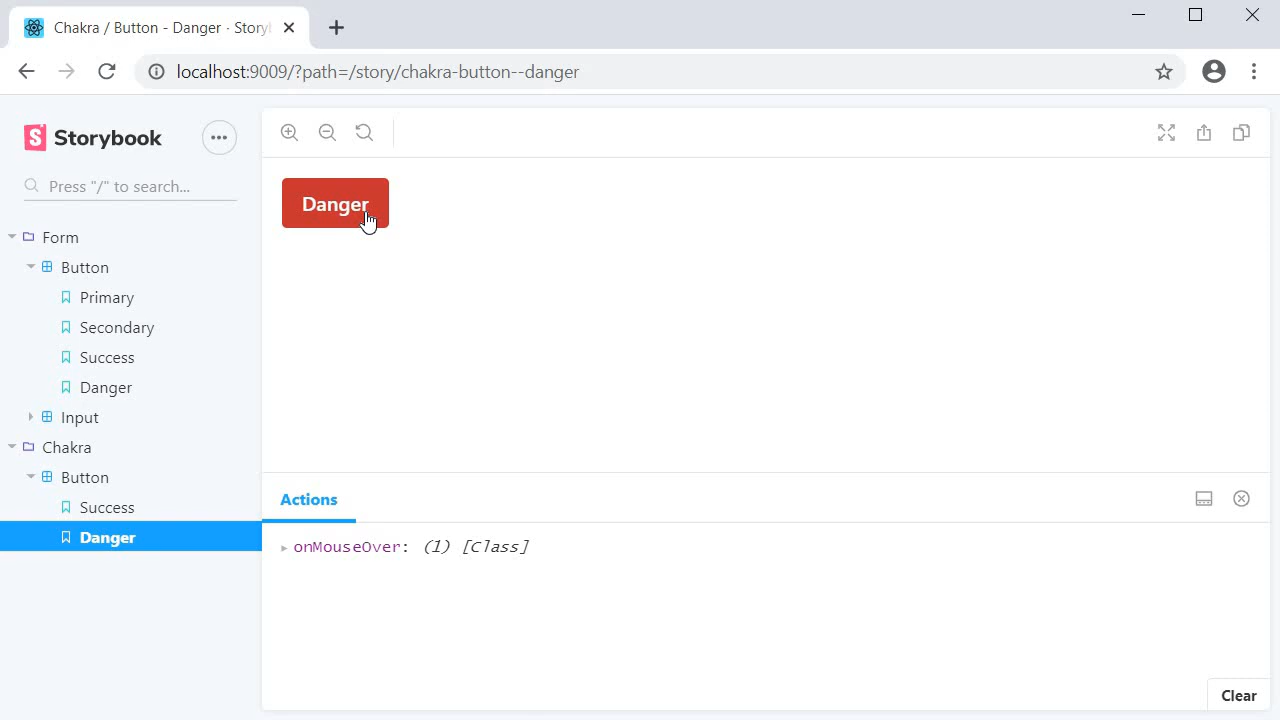 Chakra / Button - Danger · Story
localhost:9009/?path=/story/chakra-button--danger
S Storybook
Press "/" to search...
Form
Button
Primary
Secondary
Success
Danger
Input
Chakra
Button
Success
Danger
Danger
Actions
onMouseOver: (1) [Class]
Clear